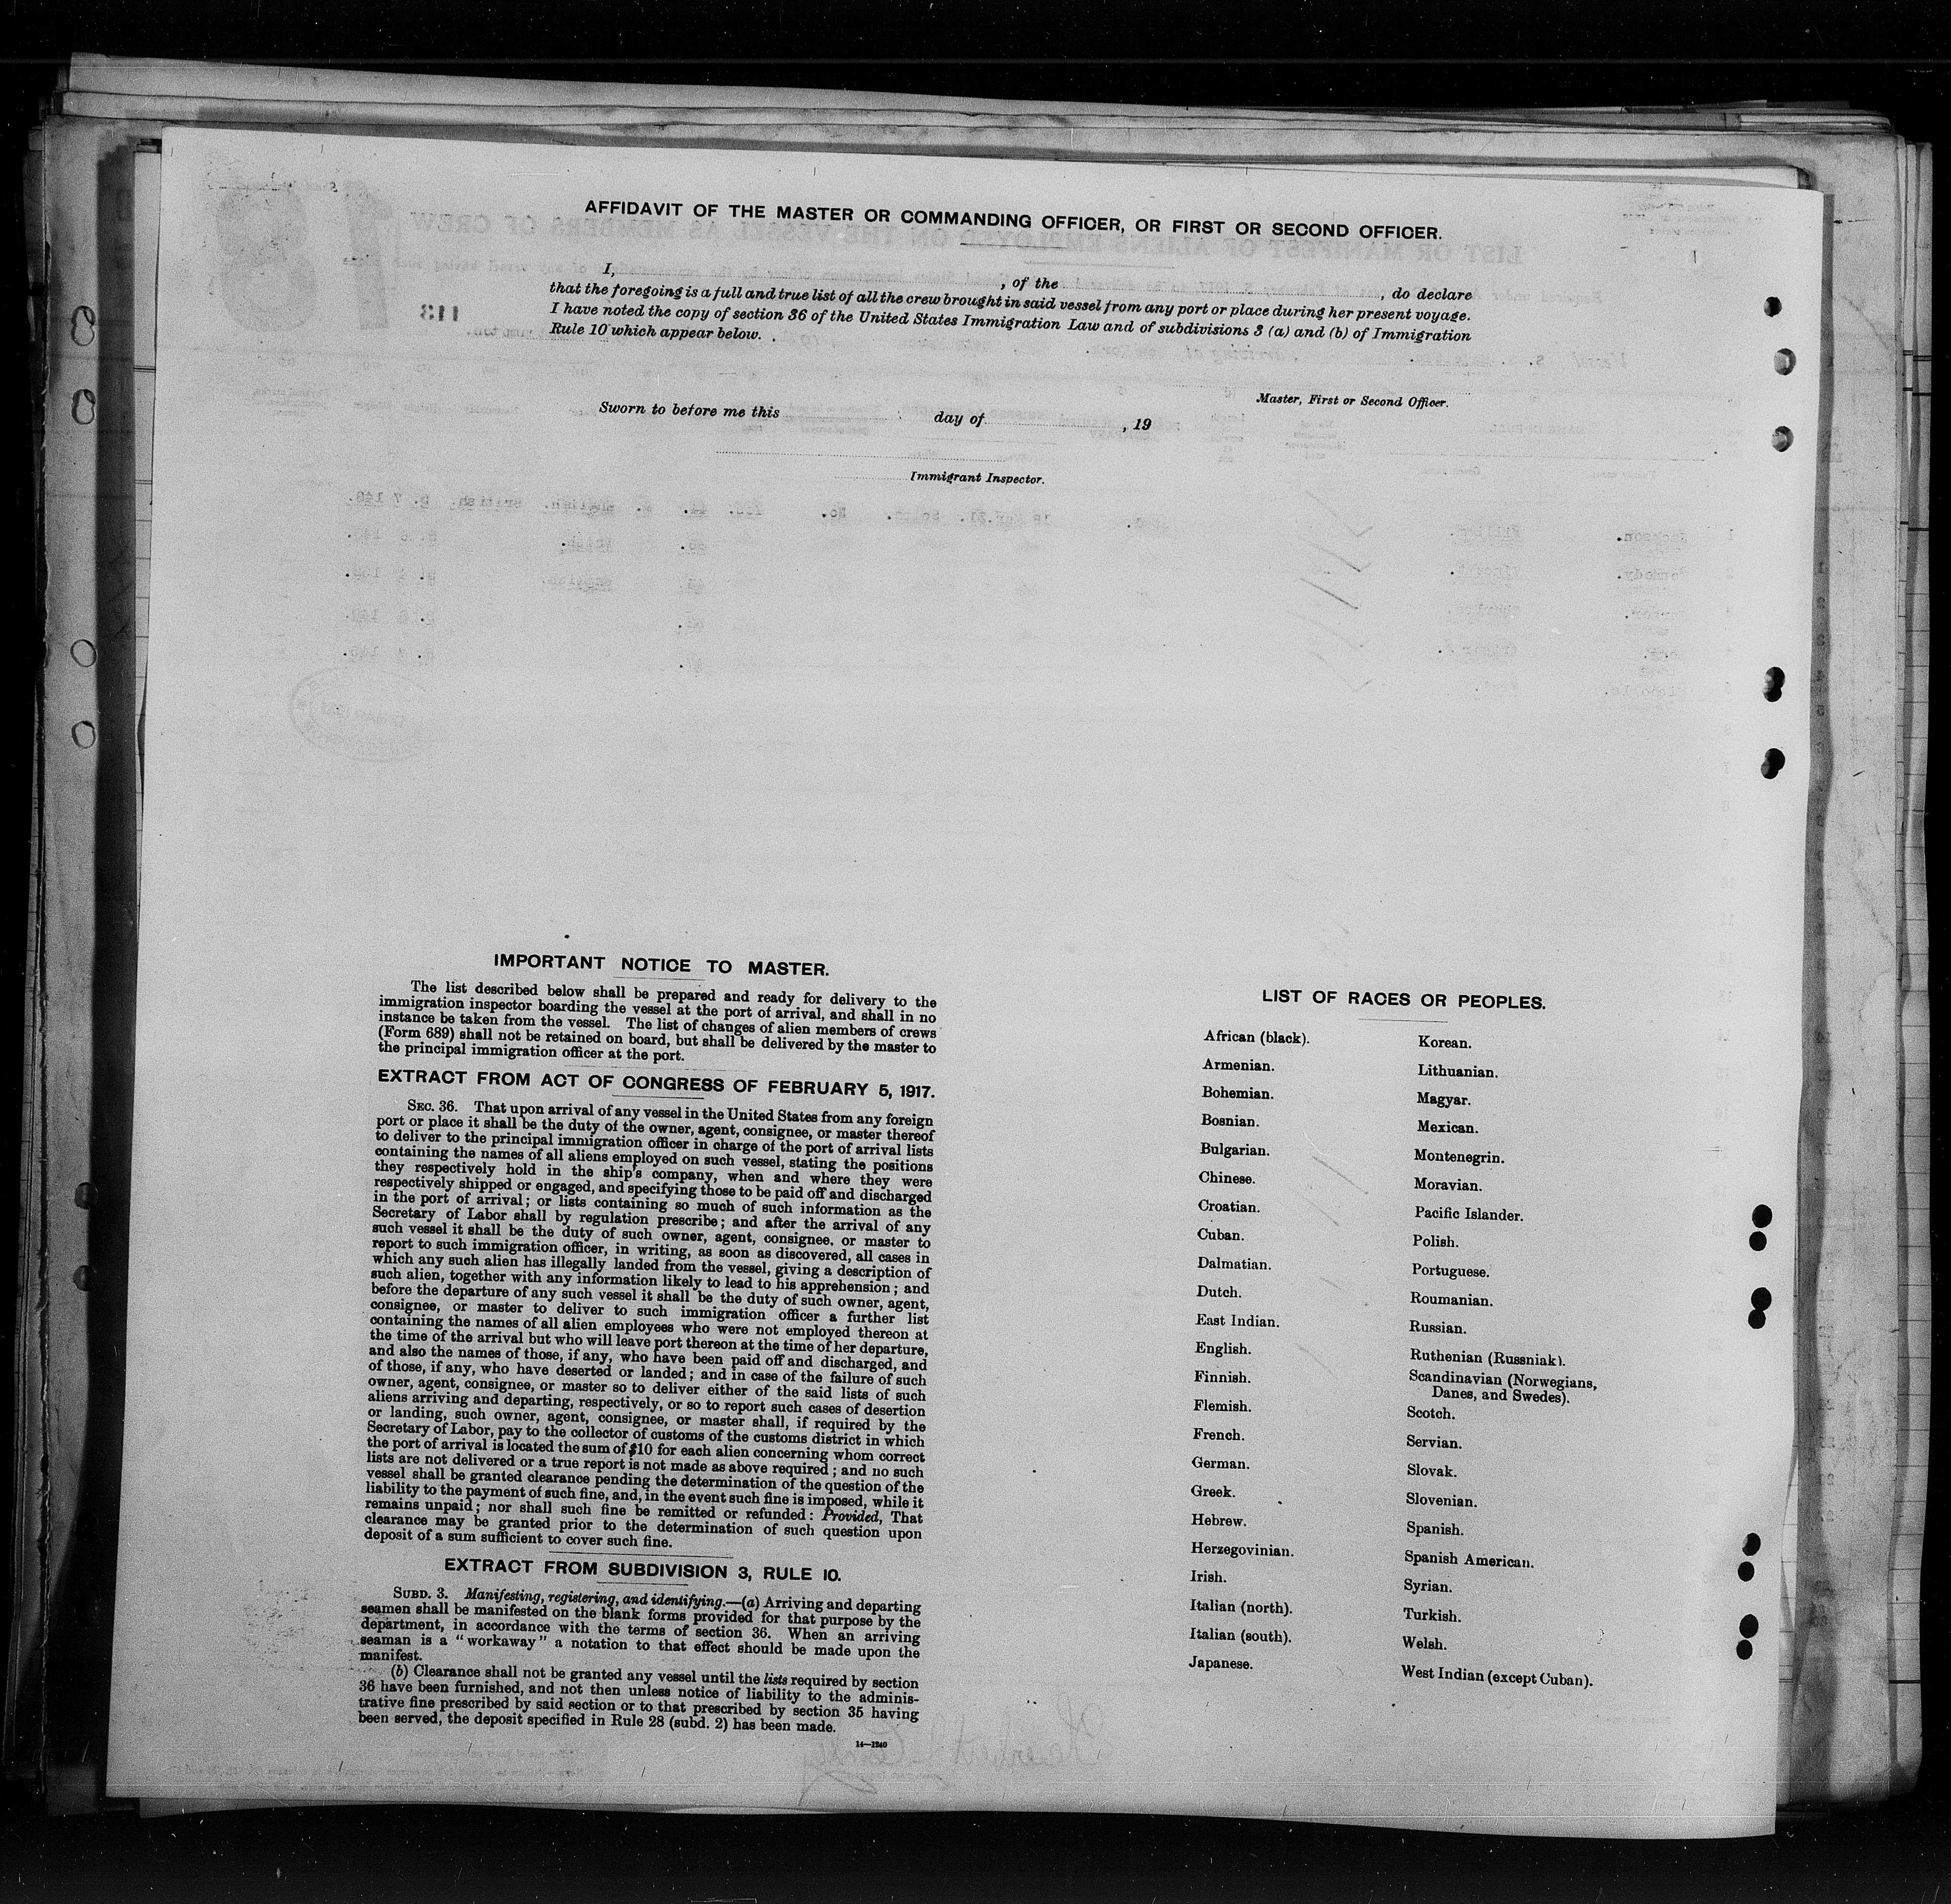 AFFIDAVIT OF THE MASTER OR COMMANDING OFFICER, OR FIRST OR SECOND OFFICER.
I, , of the , do declare
that the foregoing is a full and true list of all the crew brought in said vessel from any port or place during her present voyage.
I have noted the copy of section 36 of the United States Immigration Law and of subdivisions 3 (a) and (b) of Immigration
Rule 10 which appear below.
Master, First or Second Officer.
Sworn to before me this day of , 19
Immigrant Inspector.
IMPORTANT NOTICE TO MASTER.
The list described below shall be prepared and ready for delivery to the
immigration inspector boarding the vessel at the port of arrival, and shall in no
instance be taken from the vessel. The list of changes of alien members of crews
(Form 689) shall not be retained on board, but shall be delivered by the master to
the principal immigration officer at the port.
EXTRACT FROM ACT OF CONGRESS OF FEBRUARY 5, 1917.
SEC. 36. That upon arrival of any vessel in the United States from any foreign
port or place it shall be the duty of the owner, agent, consignee, or master thereof
to deliver to the principal immigration officer in charge of the port of arrival lists
containing the names of all aliens employed on such vessel, stating the positions
they respectively hold in the ship's company, when and where they were
respectively shipped or engaged, and specifying those to be paid off and discharged
in the port of arrival; or lists containing so much of such information as the
Secretary of Labor shall by regulation prescribe; and after the arrival of any
such vessel it shall be the duty of such owner, agent, consignee, or master to
report to such immigration officer, in writing, as soon as discovered, all cases in
which any such alien has illegally landed from the vessel, giving a description of
such alien, together with any information likely to lead to his apprehension; and
before the departure of any such vessel it shall be the duty of such owner, agent,
consignee, or master to deliver to such immigration officer a further list
containing the names of all alien employees who were not employed thereon at
the time of the arrival but who will leave port thereon at the time of her departure,
and also the names of those, if any, who have been paid off and discharged, and
of those, if any, who have deserted or landed; and in case of the failure of such
owner, agent, consignee, or master so to deliver either of the said lists of such
aliens arriving and departing, respectively, or so to report such cases of desertion
or landing, such owner, agent, consignee, or master shall, if required by the
Secretary of Labor, pay to the collector of customs of the customs district in which
the port of arrival is located the sum of $10 for each alien concerning whom correct
lists are not delivered or a true report is not made as above required; and no such
vessel shall be granted clearance pending the determination of the question of the
liability to the payment of such fine, and, in the event such fine is imposed, while it
remains unpaid; nor shall such fine be remitted or refunded: Provided, That
clearance may be granted prior to the determination of such question upon
deposit of a sum sufficient to cover such fine.
EXTRACT FROM SUBDIVISION 3, RULE 10.
SUBD. 3. Manifesting, registering, and identifying.—(a) Arriving and departing
seamen shall be manifested on the blank forms provided for that purpose by the
department, in accordance with the terms of section 36. When an arriving
seaman is a "workaway" a notation to that effect should be made upon the
manifest.
(b) Clearance shall not be granted any vessel until the lists required by section
36 have been furnished, and not then unless notice of liability to the adminis-
trative fine prescribed by said section or to that prescribed by section 35 having
been served, the deposit specified in Rule 28 (subd. 2) has been made.
14—1240
LIST OF RACES OR PEOPLES.
African (black).
Armenian.
Bohemian.
Bosnian.
Bulgarian.
Chinese.
Croatian.
Cuban.
Dalmatian.
Dutch.
East Indian.
English.
Finnish.
Flemish.
French.
German.
Greek.
Hebrew.
Herzegovinian.
Irish.
Italian (north).
Italian (south).
Japanese.
Korean.
Lithuanian.
Magyar.
Mexican.
Montenegrin.
Moravian.
Pacific Islander.
Polish.
Portuguese.
Roumanian.
Russian.
Ruthenian (Russniak).
Scandinavian (Norwegians,
Danes, and Swedes).
Scotch.
Servian.
Slovak.
Slovenian.
Spanish.
Spanish American.
Syrian.
Turkish.
Welsh.
West Indian (except Cuban).